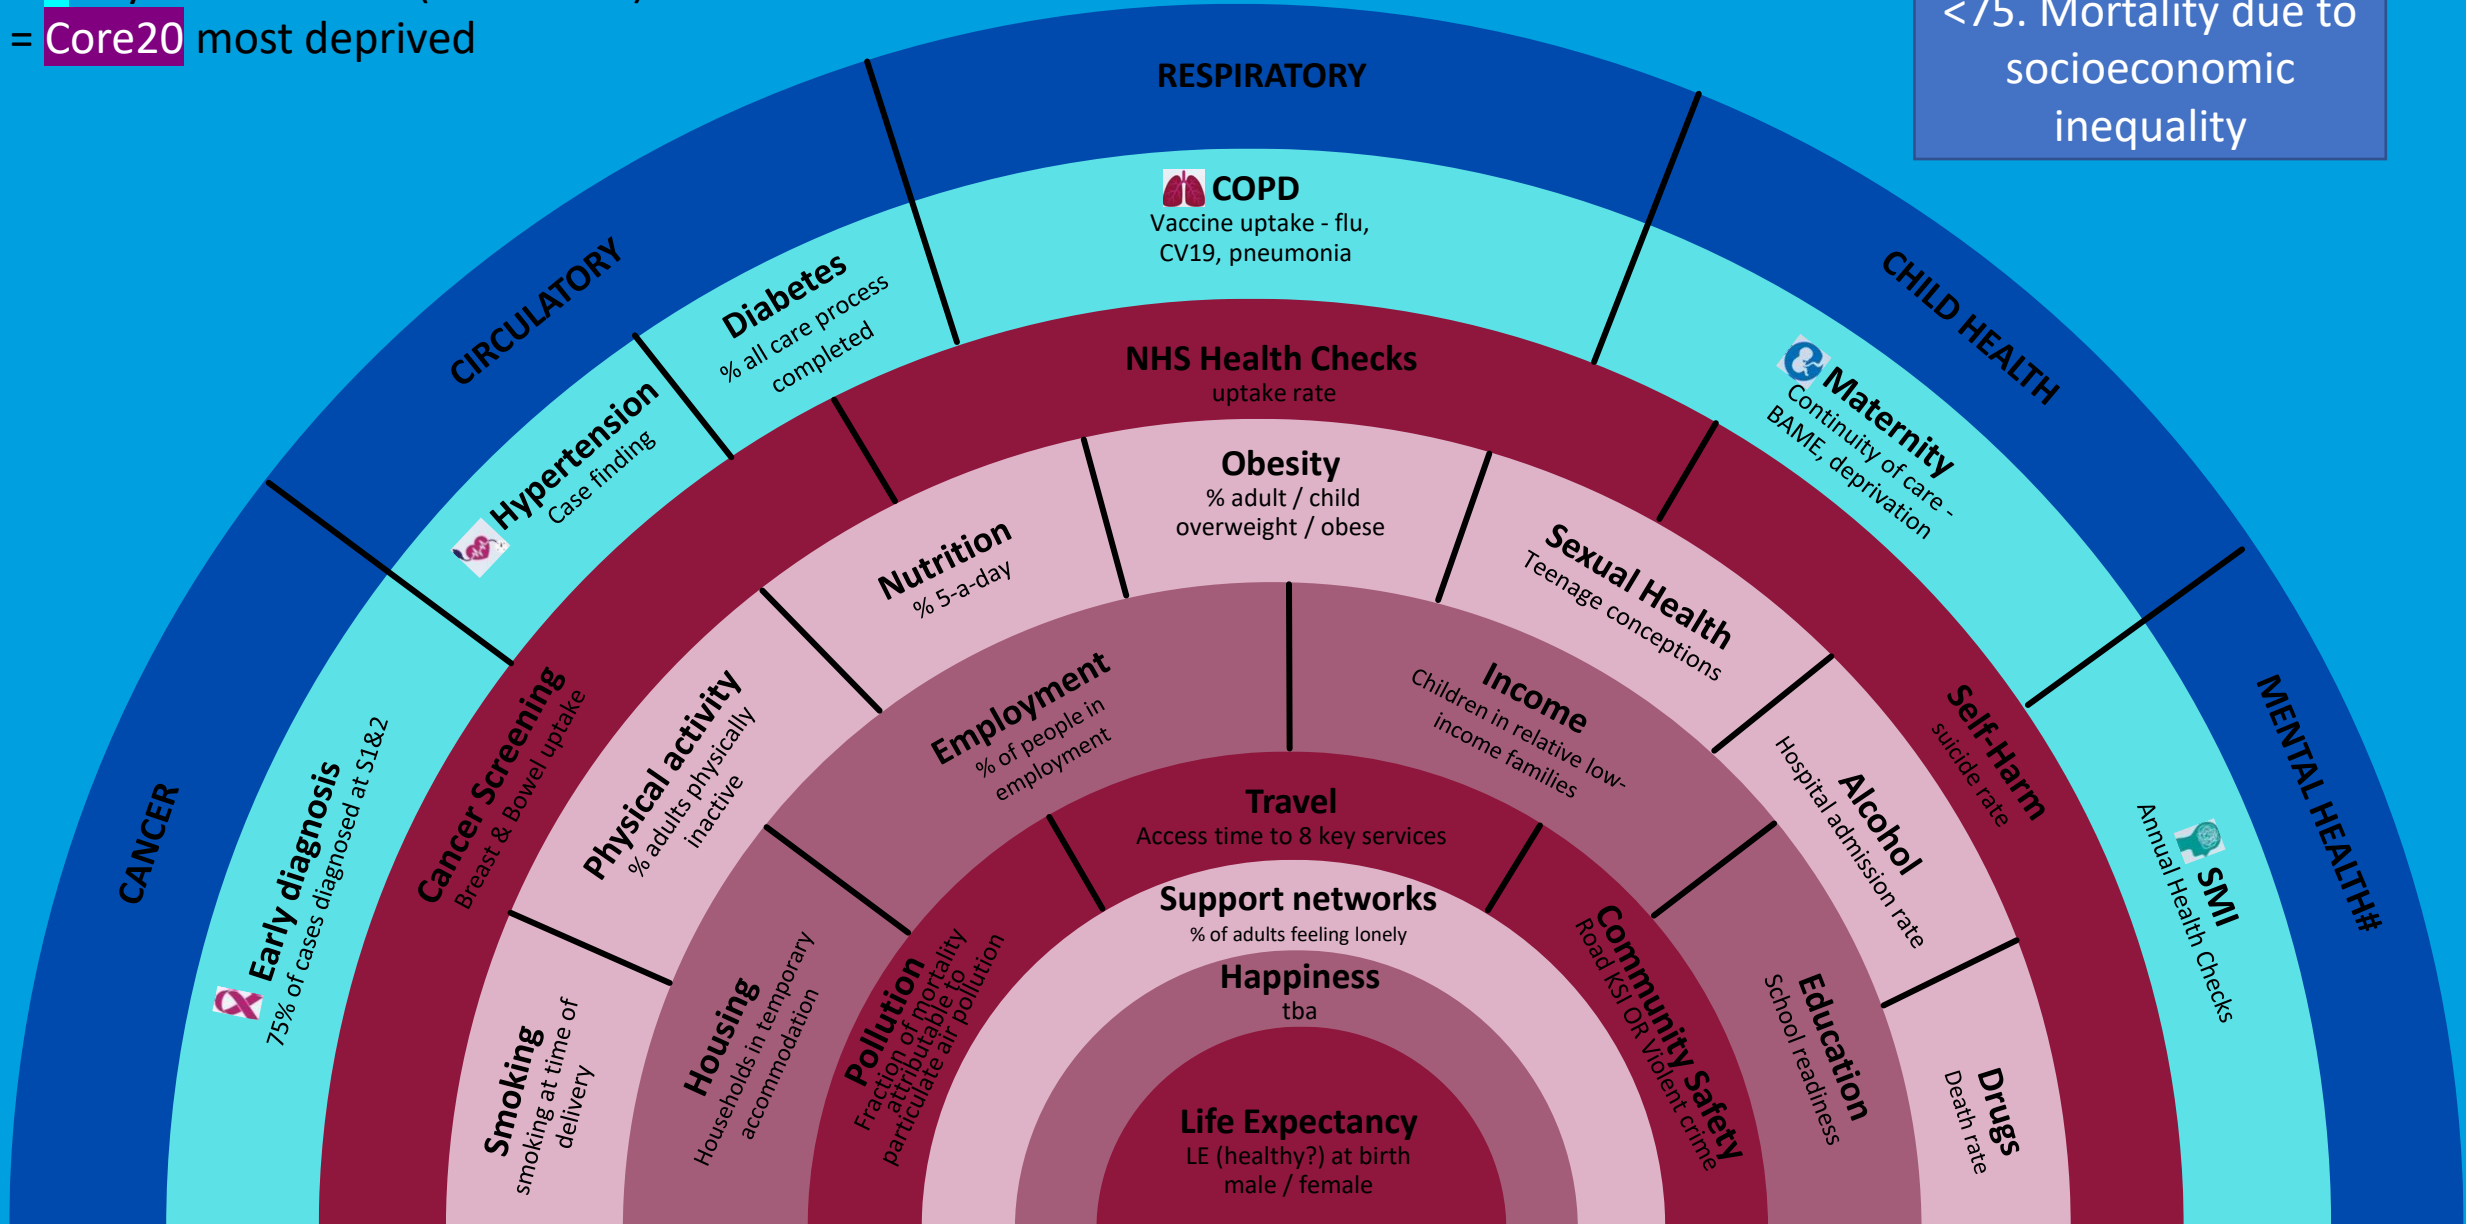 = Core20 most deprived
<75. Mortality due to
socioeconomic
inequality
CANCER
CIRCULATORY
RESPIRATORY
CHILD HEALTH
MENTAL HEALTH#
Early diagnosis
75% of cases diagnosed at S1&2
Hypertension
Case finding
Diabetes
% all care process
completed
COPD
Vaccine uptake - flu,
CV19, pneumonia
Maternity
Continuity of care -
BAME, deprivation
SMI
Annual Health Checks
Cancer Screening
Breast & Bowel uptake
NHS Health Checks
uptake rate
Self-Harm
suicide rate
Smoking
smoking at time of
delivery
Physical activity
% adults physically
inactive
Nutrition
% 5-a-day
Obesity
% adult / child
overweight / obese
Sexual Health
Teenage conceptions
Alcohol
Hospital admission rate
Drugs
Death rate
Housing
Households in temporary
accommodation
Employment
% of people in
employment
Income
Children in relative low-
income families
Education
School readiness
Pollution
Fraction of mortality
attributable to
particulate air pollution
Travel
Access time to 8 key services
Community Safety
Road KSI OR Violent crime
Support networks
% of adults feeling lonely
Happiness
tba
Life Expectancy
LE (healthy?) at birth
male / female